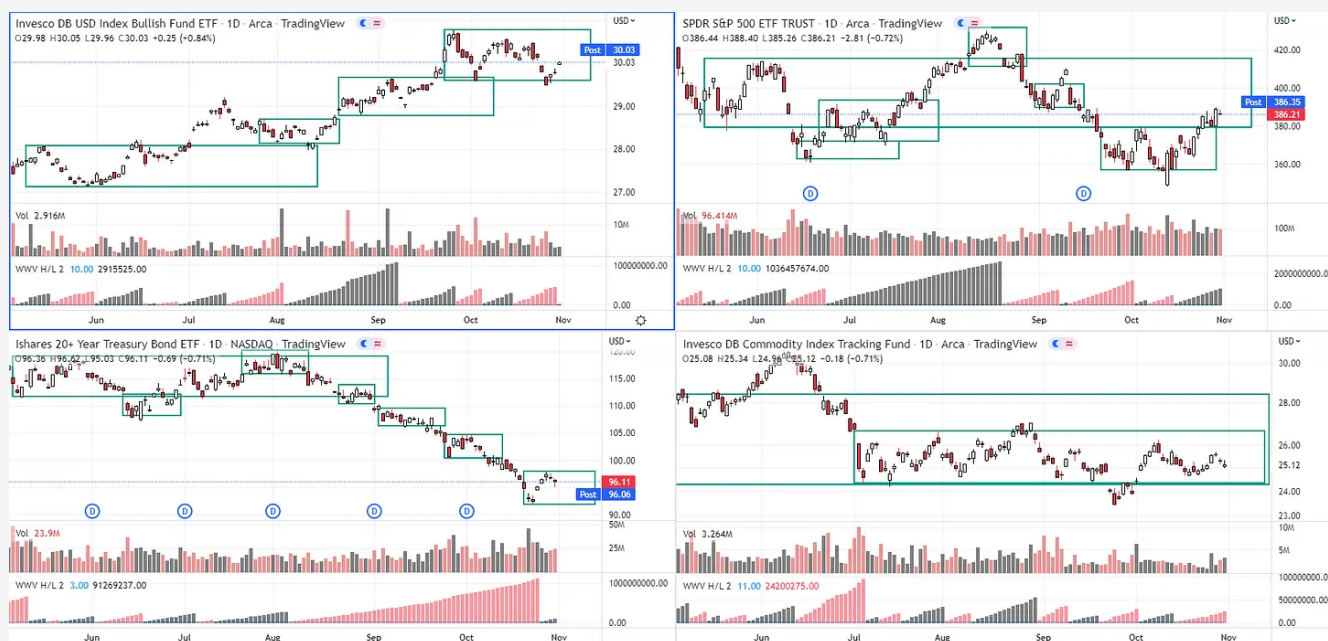 Invesco DB USD Index Bullish Fund ETF · 1D · Arca · TradingView
O29.98 H30.05 L29.96 C30.03 +0.25 (+0.84%)
USD
Post 30.03
30.03
29.00
28.00
27.00
Vol 2.916M
10M
WWV H/L 2 10.00 2915525.00
100000000.00
0.00
Jun Jul Aug Sep Oct Nov
SPDR S&P 500 ETF TRUST · 1D · Arca · TradingView
O386.44 H388.40 L385.26 C386.21 -2.81 (-0.72%)
USD
420.00
400.00
Post 386.35
386.21
380.00
360.00
D D
Vol 96.414M
100M
WWV H/L 2 10.00 1036457674.00
2000000000.0
0.00
Jun Jul Aug Sep Oct Nov
Ishares 20+ Year Treasury Bond ETF · 1D · NASDAQ · TradingView
O96.36 H96.62 L95.03 C96.11 -0.69 (-0.71%)
USD
120.00
115.00
110.00
105.00
100.00
96.11
Post 96.06
90.00
D D D D D
Vol 23.9M
50M
25M
WWV H/L 2 3.00 91269237.00
1000000000.0
0.00
Jun Jul Aug Sep Oct Nov
Invesco DB Commodity Index Tracking Fund · 1D · Arca · TradingView
O25.08 H25.34 L24.96 C25.12 -0.18 (-0.71%)
USD
30.00
28.00
26.00
25.12
24.00
23.00
Vol 3.264M
10M
5M
WWV H/L 2 11.00 24200275.00
100000000.0
50000000.00
0.00
Jun Jul Aug Sep Oct Nov